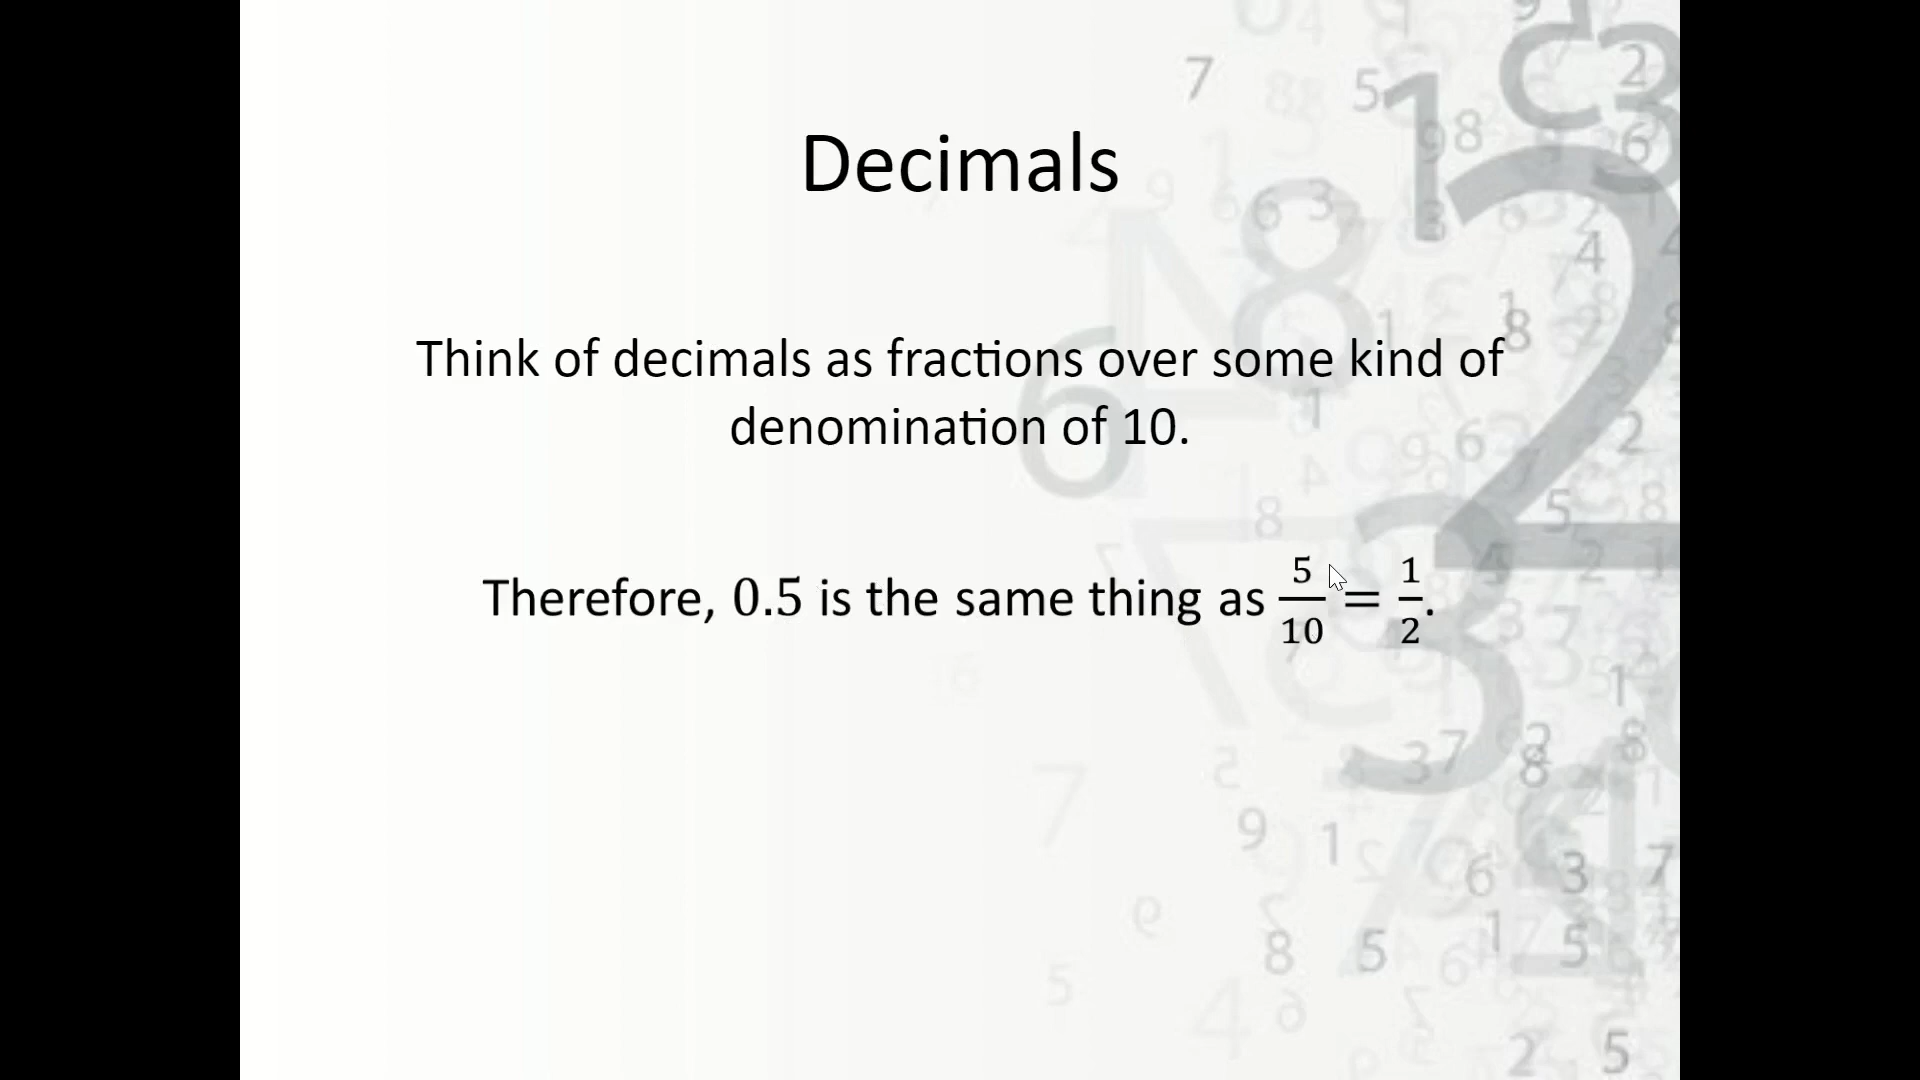 Decimals
Think of decimals as fractions over some kind of
denomination of 10.
Therefore, 0.5 is the same thing as 5/10 = 1/2.